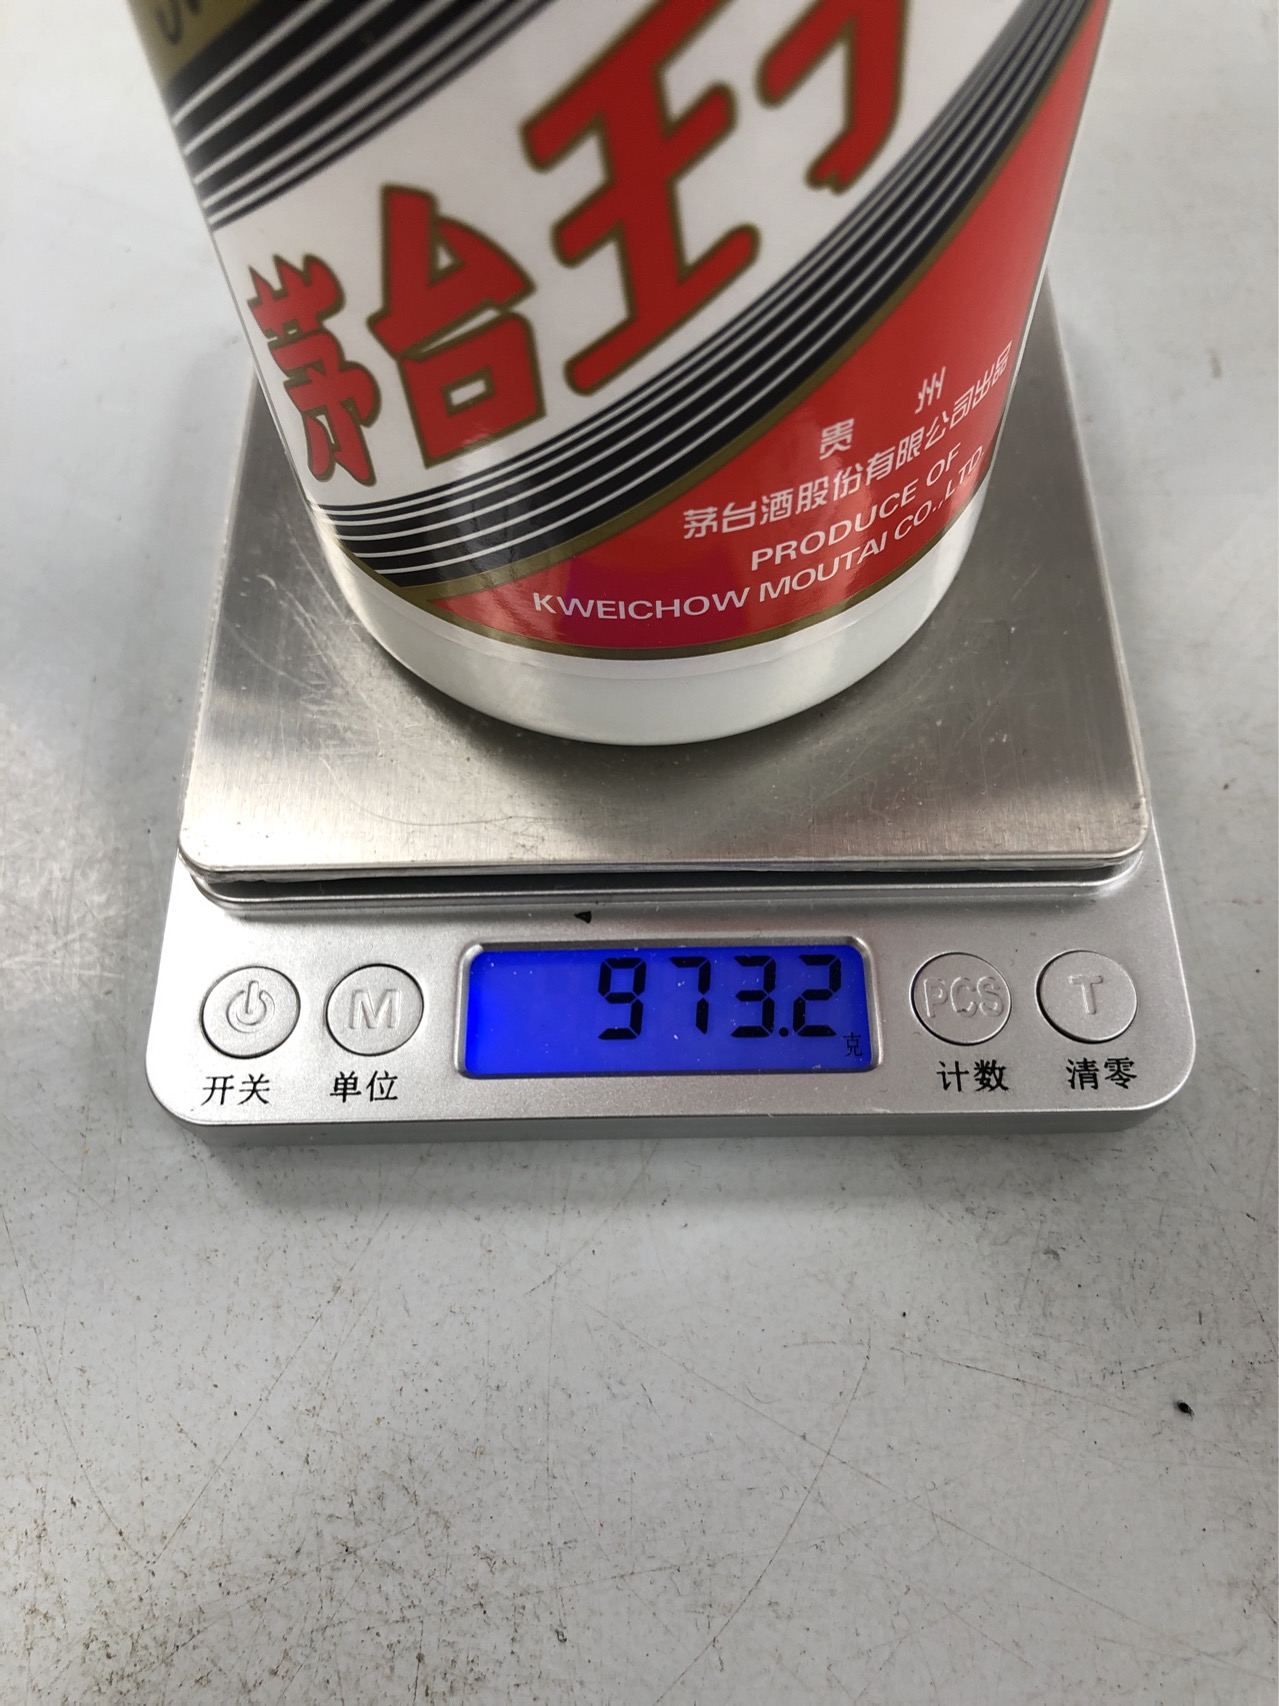 茅台王子
贵 州
茅台酒股份有限公司出品
PRODUCE OF
KWEICHOW MOUTAI CO.,LTD.
973.2
克
M
PCS
T
开关
单位
计数
清零